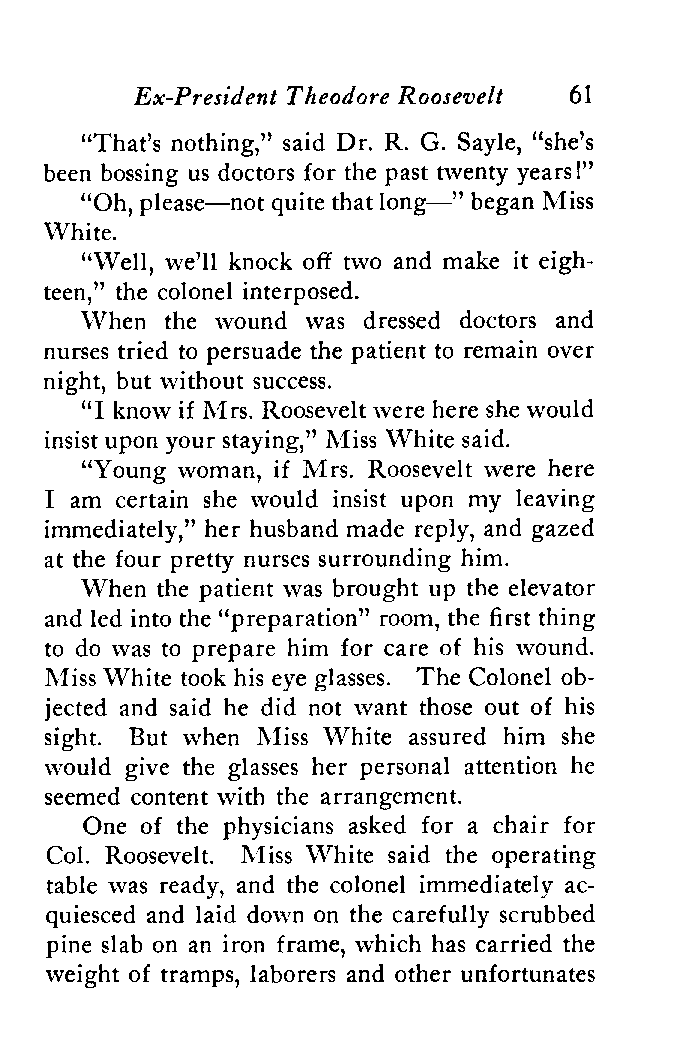 Ex-President Theodore Roosevelt 61
“That’s nothing,” said Dr. R. G. Sayle, “she’s
been bossing us doctors for the past twenty years!”
“Oh, please—not quite that long—” began Miss
White.
“Well, we’ll knock off two and make it eigh-
teen,” the colonel interposed.
When the wound was dressed doctors and
nurses tried to persuade the patient to remain over
night, but without success.
“I know if Mrs. Roosevelt were here she would
insist upon your staying,” Miss White said.
“Young woman, if Mrs. Roosevelt were here
I am certain she would insist upon my leaving
immediately,” her husband made reply, and gazed
at the four pretty nurses surrounding him.
When the patient was brought up the elevator
and led into the “preparation” room, the first thing
to do was to prepare him for care of his wound.
Miss White took his eye glasses. The Colonel ob-
jected and said he did not want those out of his
sight. But when Miss White assured him she
would give the glasses her personal attention he
seemed content with the arrangement.
One of the physicians asked for a chair for
Col. Roosevelt. Miss White said the operating
table was ready, and the colonel immediately ac-
quiesced and laid down on the carefully scrubbed
pine slab on an iron frame, which has carried the
weight of tramps, laborers and other unfortunates